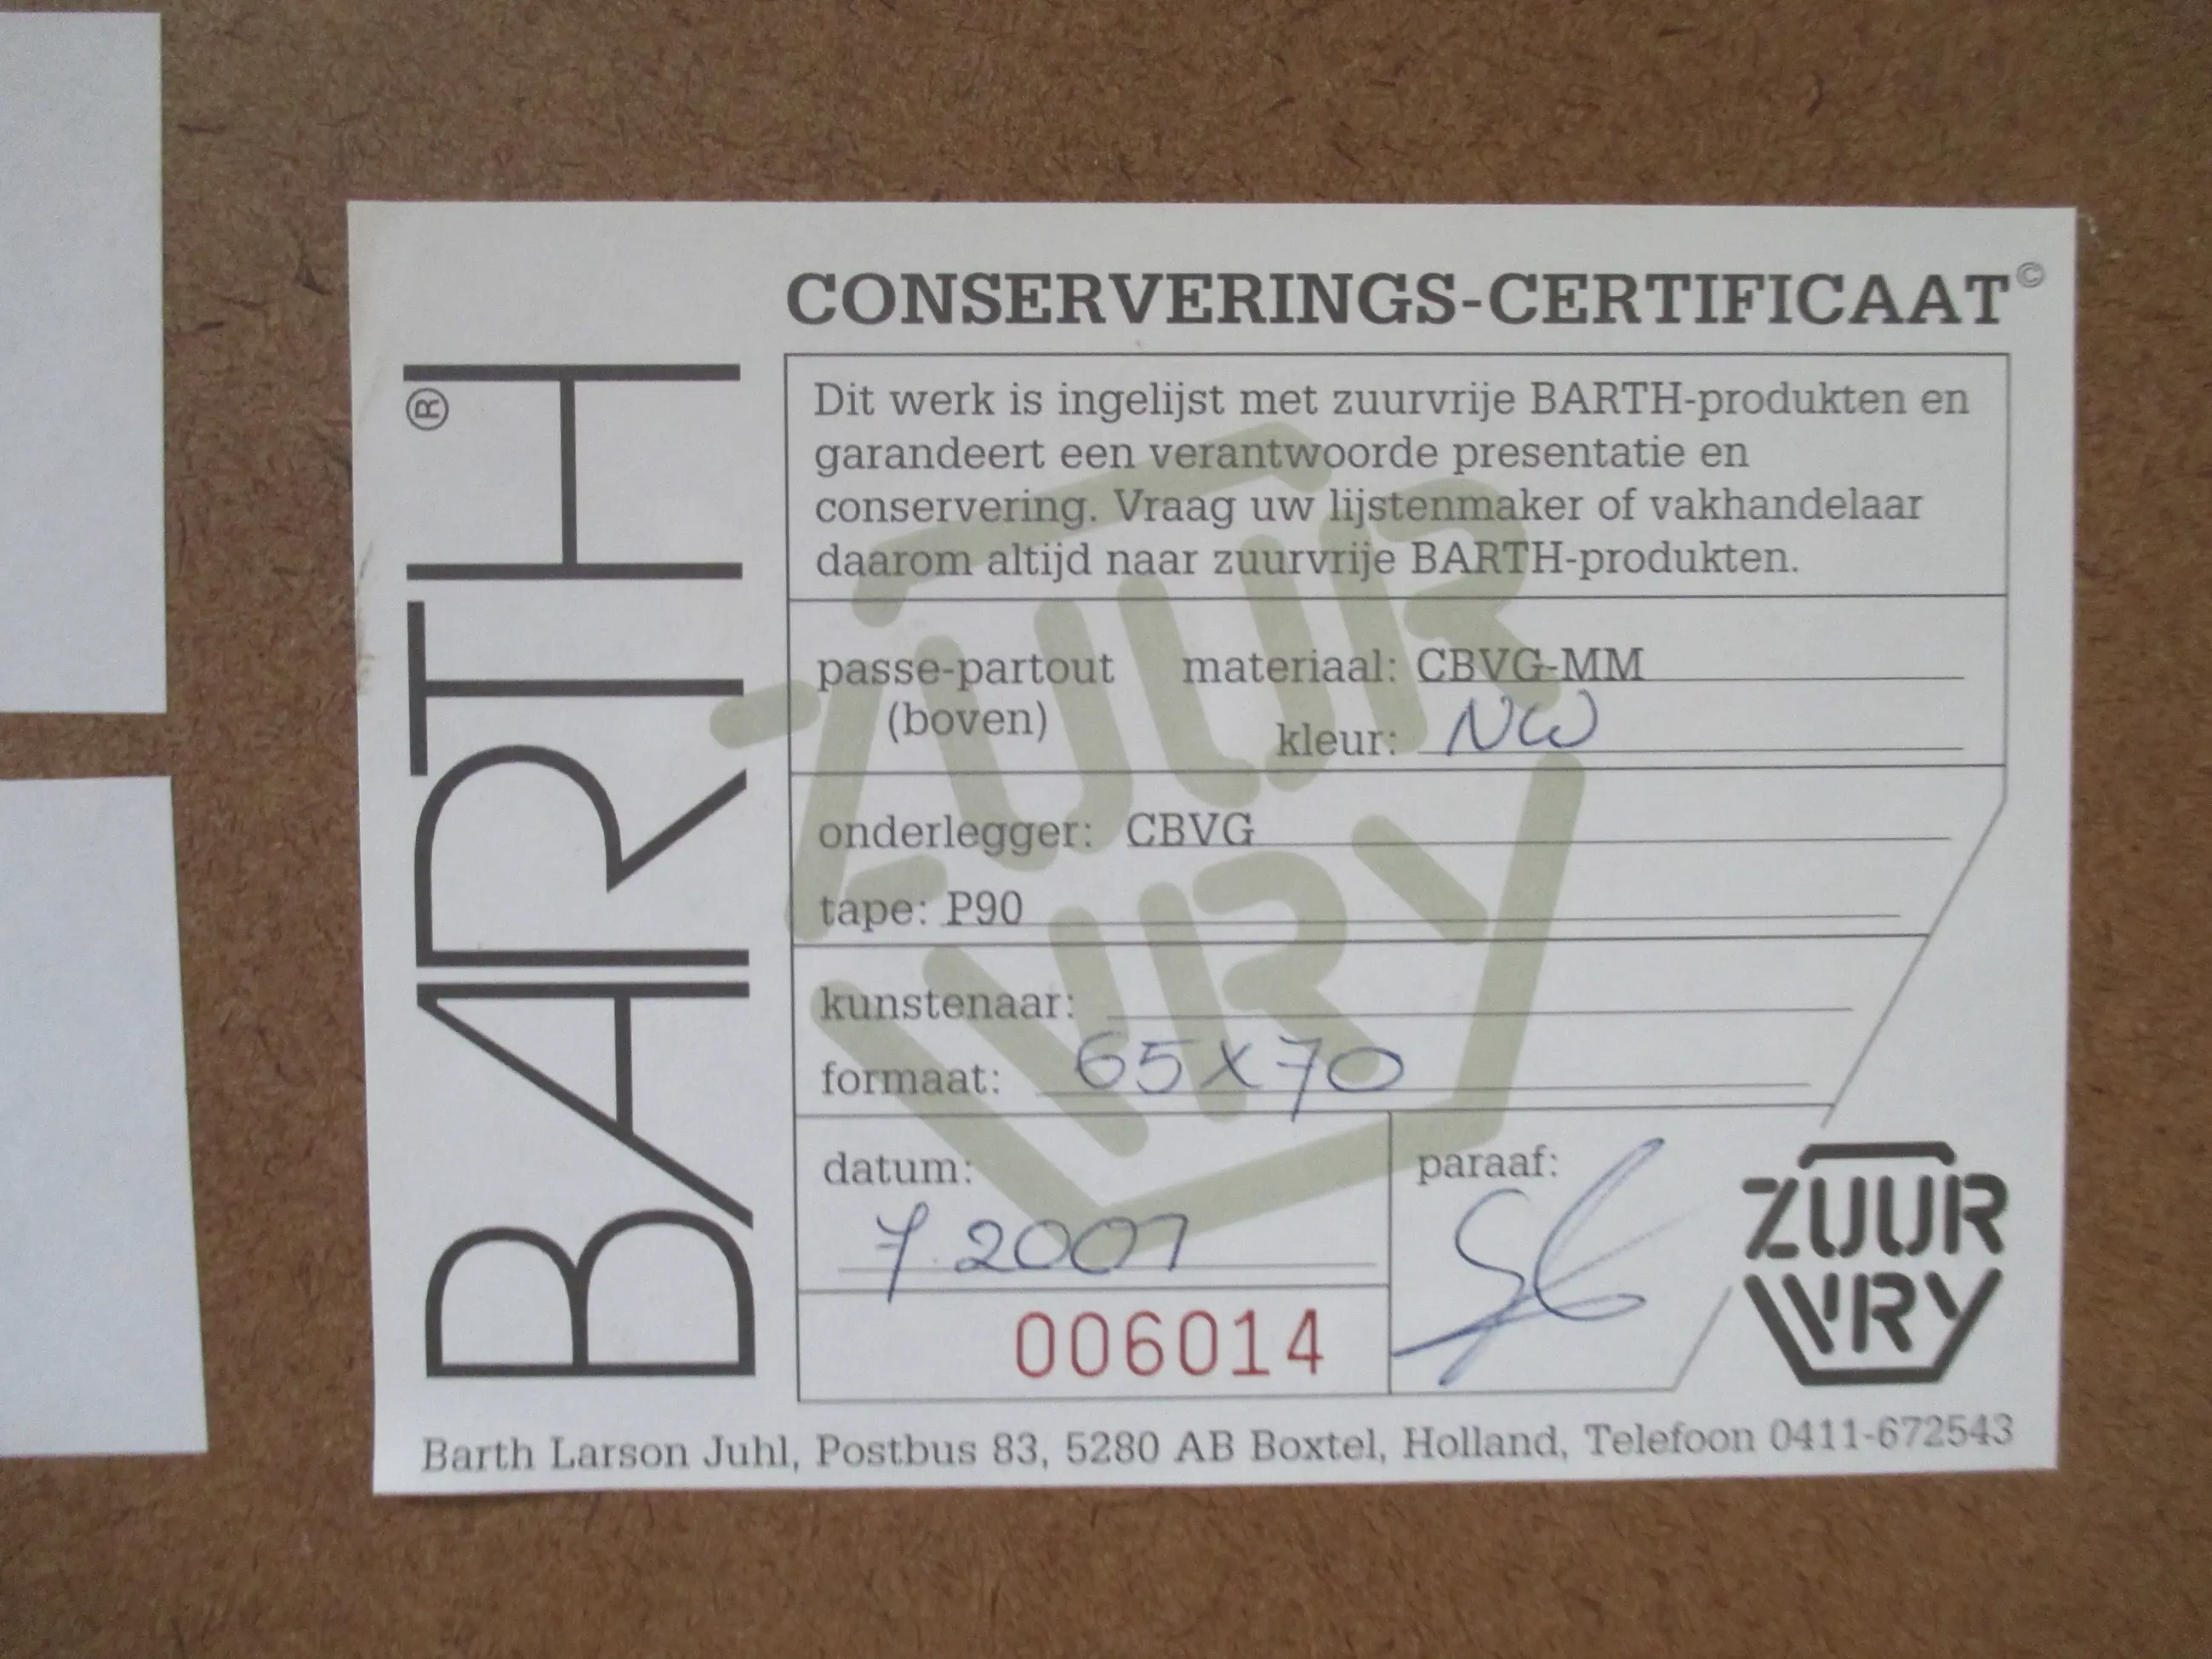 BARTH®
CONSERVERINGS-CERTIFICAAT©
Dit werk is ingelijst met zuurvrije BARTH-produkten en
garandeert een verantwoorde presentatie en
conservering. Vraag uw lijstenmaker of vakhandelaar
daarom altijd naar zuurvrije BARTH-produkten.
passe-partout materiaal: CBVG-MM
(boven) kleur: NW
onderlegger: CBVG
tape: P90
kunstenaar:
formaat: 65x70
datum: paraaf:
7.2001
006014
ZUUR
VRY
ZUUR
VRY
Barth Larson Juhl, Postbus 83, 5280 AB Boxtel, Holland, Telefoon 0411-672543